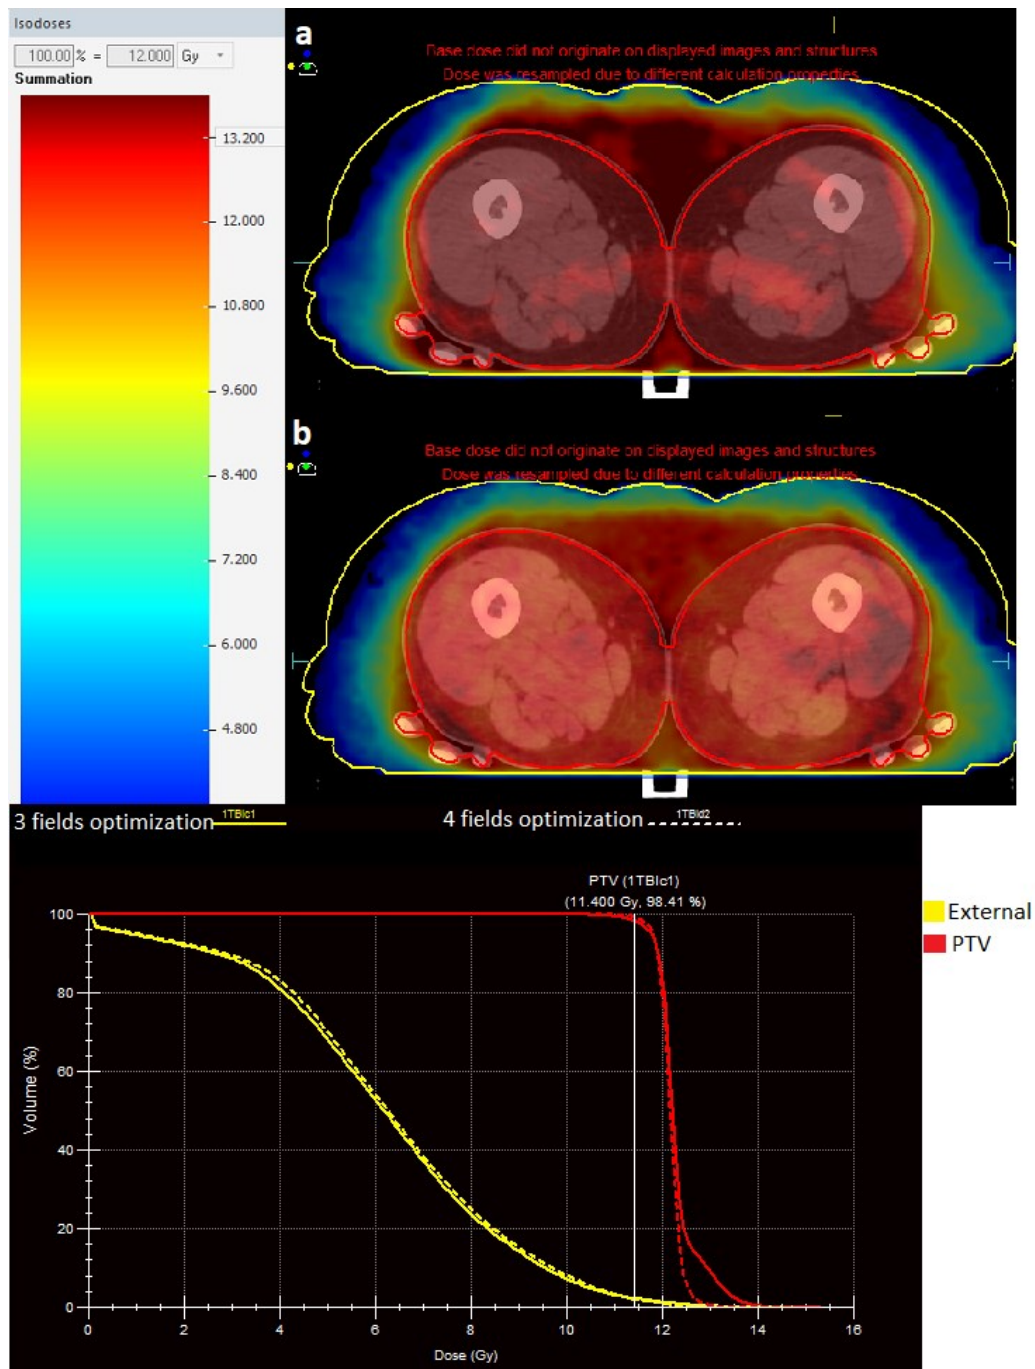 Isodoses
100.00 % = 12.000 Gy
Summation
13.200
12.000
10.800
9.600
8.400
7.200
6.000
4.800
a
Base dose did not originate on displayed images and structures
Dose was resampled due to different calculation properties
b
Base dose did not originate on displayed images and structures
Dose was resampled due to different calculation properties
3 fields optimization 1TBIc1 4 fields optimization 1TBId2
PTV (1TBIc1)
(11.400 Gy, 98.41 %)
External
PTV
100
80
60
40
20
0
Volume (%)
0 2 4 6 8 10 12 14 16
Dose (Gy)